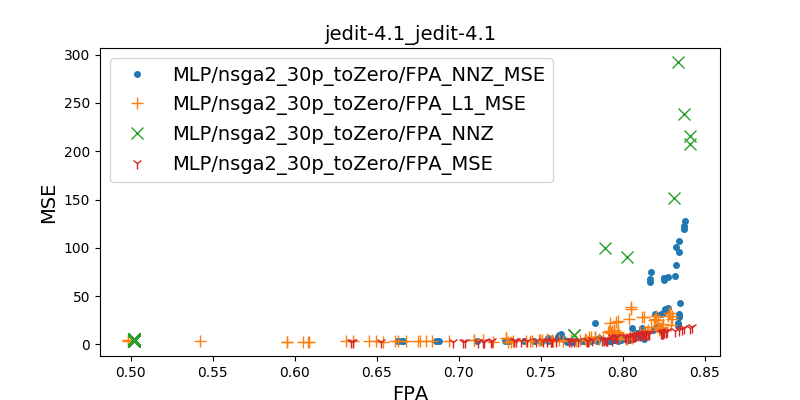 jedit-4.1_jedit-4.1
300
250
200
150
100
50
0
MSE
MLP/nsga2_30p_toZero/FPA_NNZ_MSE
MLP/nsga2_30p_toZero/FPA_L1_MSE
MLP/nsga2_30p_toZero/FPA_NNZ
MLP/nsga2_30p_toZero/FPA_MSE
0.50 0.55 0.60 0.65 0.70 0.75 0.80 0.85
FPA